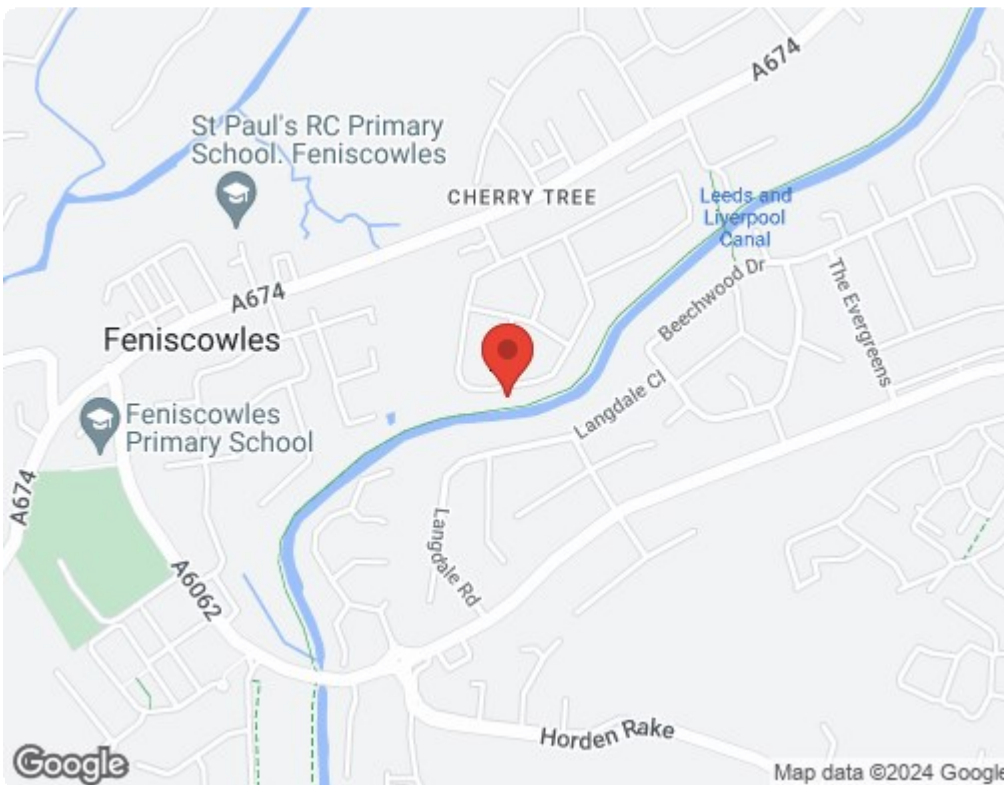 A674
St Paul's RC Primary
School. Feniscowles
CHERRY TREE
Leeds and
Liverpool
Canal
A674
Beechwood Dr
The Evergreens
Feniscowles
Langdale Cl
Feniscowles
Primary School
A674
Langdale Rd
A6062
Horden Rake
Google
Map data ©2024 Google